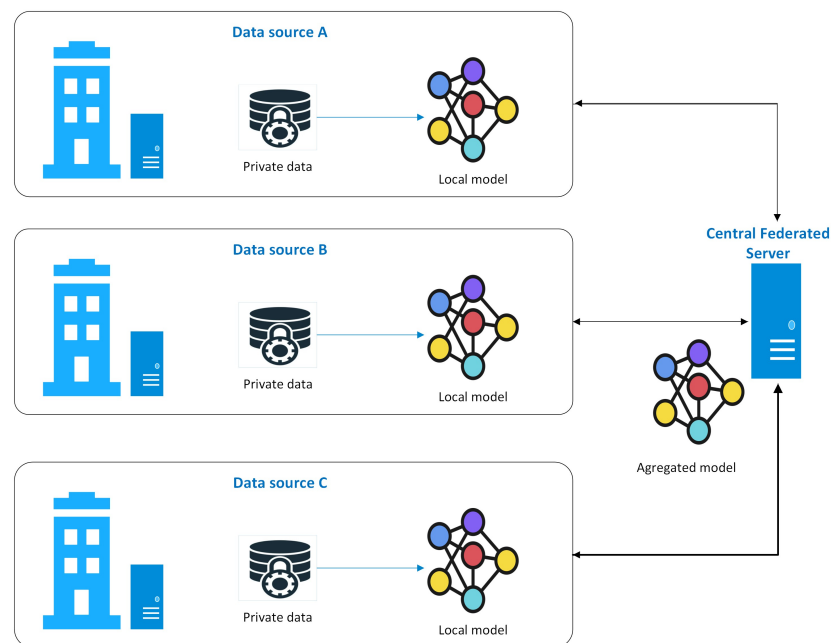 Data source A
Private data
Local model
Data source B
Central Federated
Server
Private data
Local model
Agregated model
Data source C
Private data
Local model